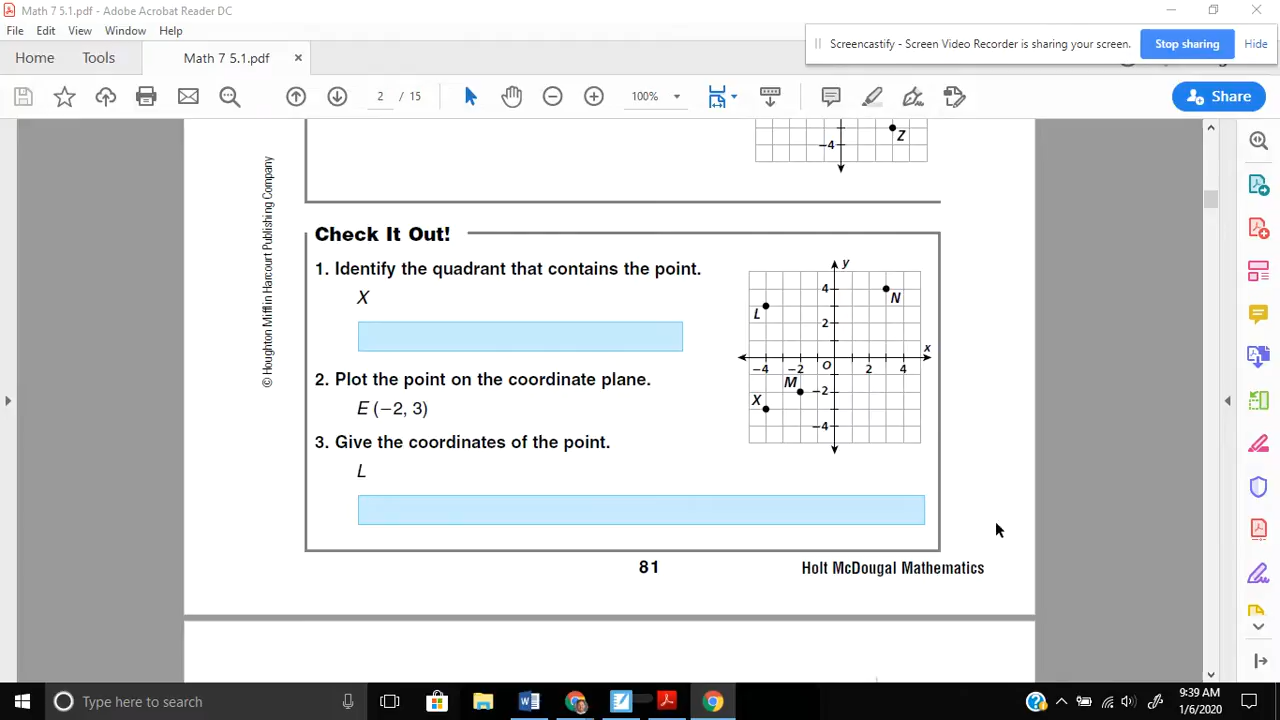 Math 7 5.1.pdf - Adobe Acrobat Reader DC
File Edit View Window Help
Screencastify - Screen Video Recorder is sharing your screen. Stop sharing Hide
Home Tools Math 7 5.1.pdf ×
2 / 15 100% Share
Z
−4
© Houghton Mifflin Harcourt Publishing Company
Check It Out!
1. Identify the quadrant that contains the point.
X
2. Plot the point on the coordinate plane.
E (−2, 3)
3. Give the coordinates of the point.
L
y
4 N
L
2
x
−4 −2 O 2 4
M −2
X
−4
81 Holt McDougal Mathematics
Type here to search
9:39 AM
1/6/2020